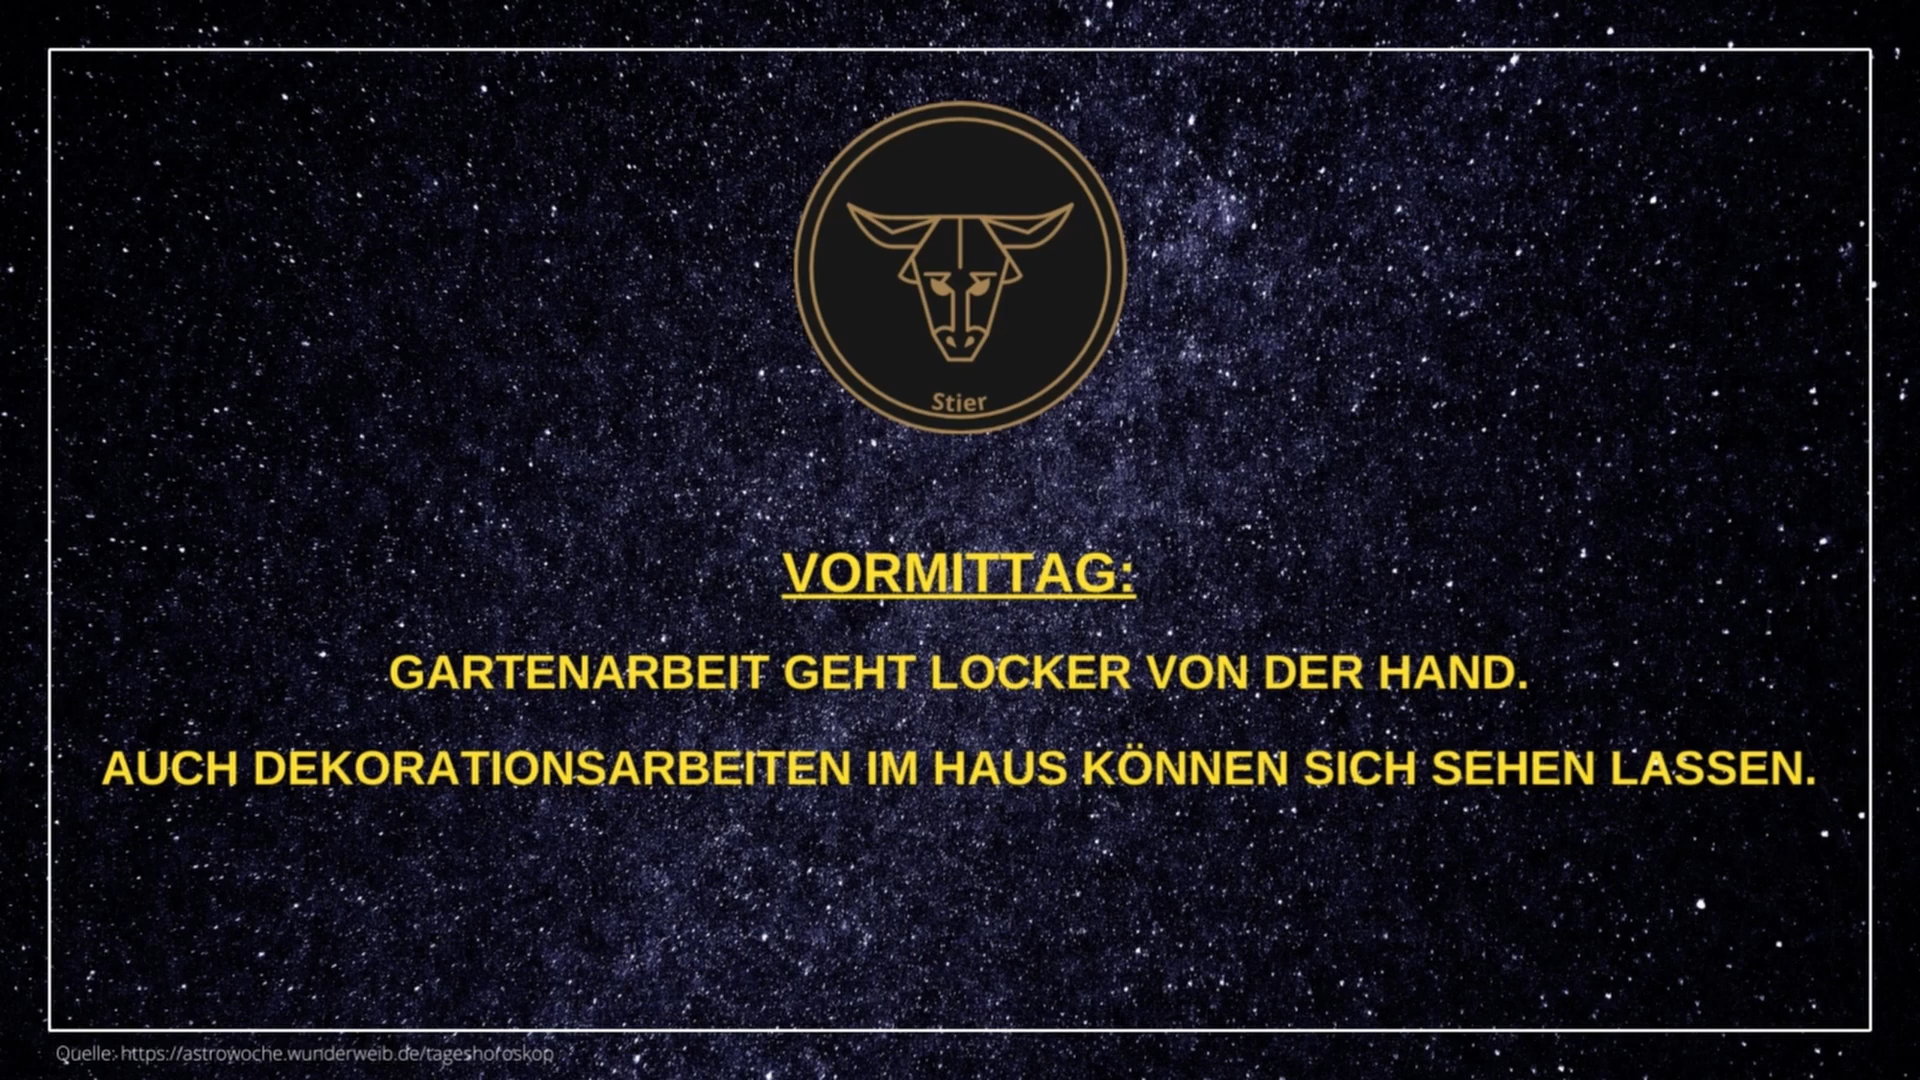 Stier
VORMITTAG:
GARTENARBEIT GEHT LOCKER VON DER HAND.
AUCH DEKORATIONSARBEITEN IM HAUS KÖNNEN SICH SEHEN LASSEN.
Quelle: https://astrowoche.wunderweib.de/tageshoroskop